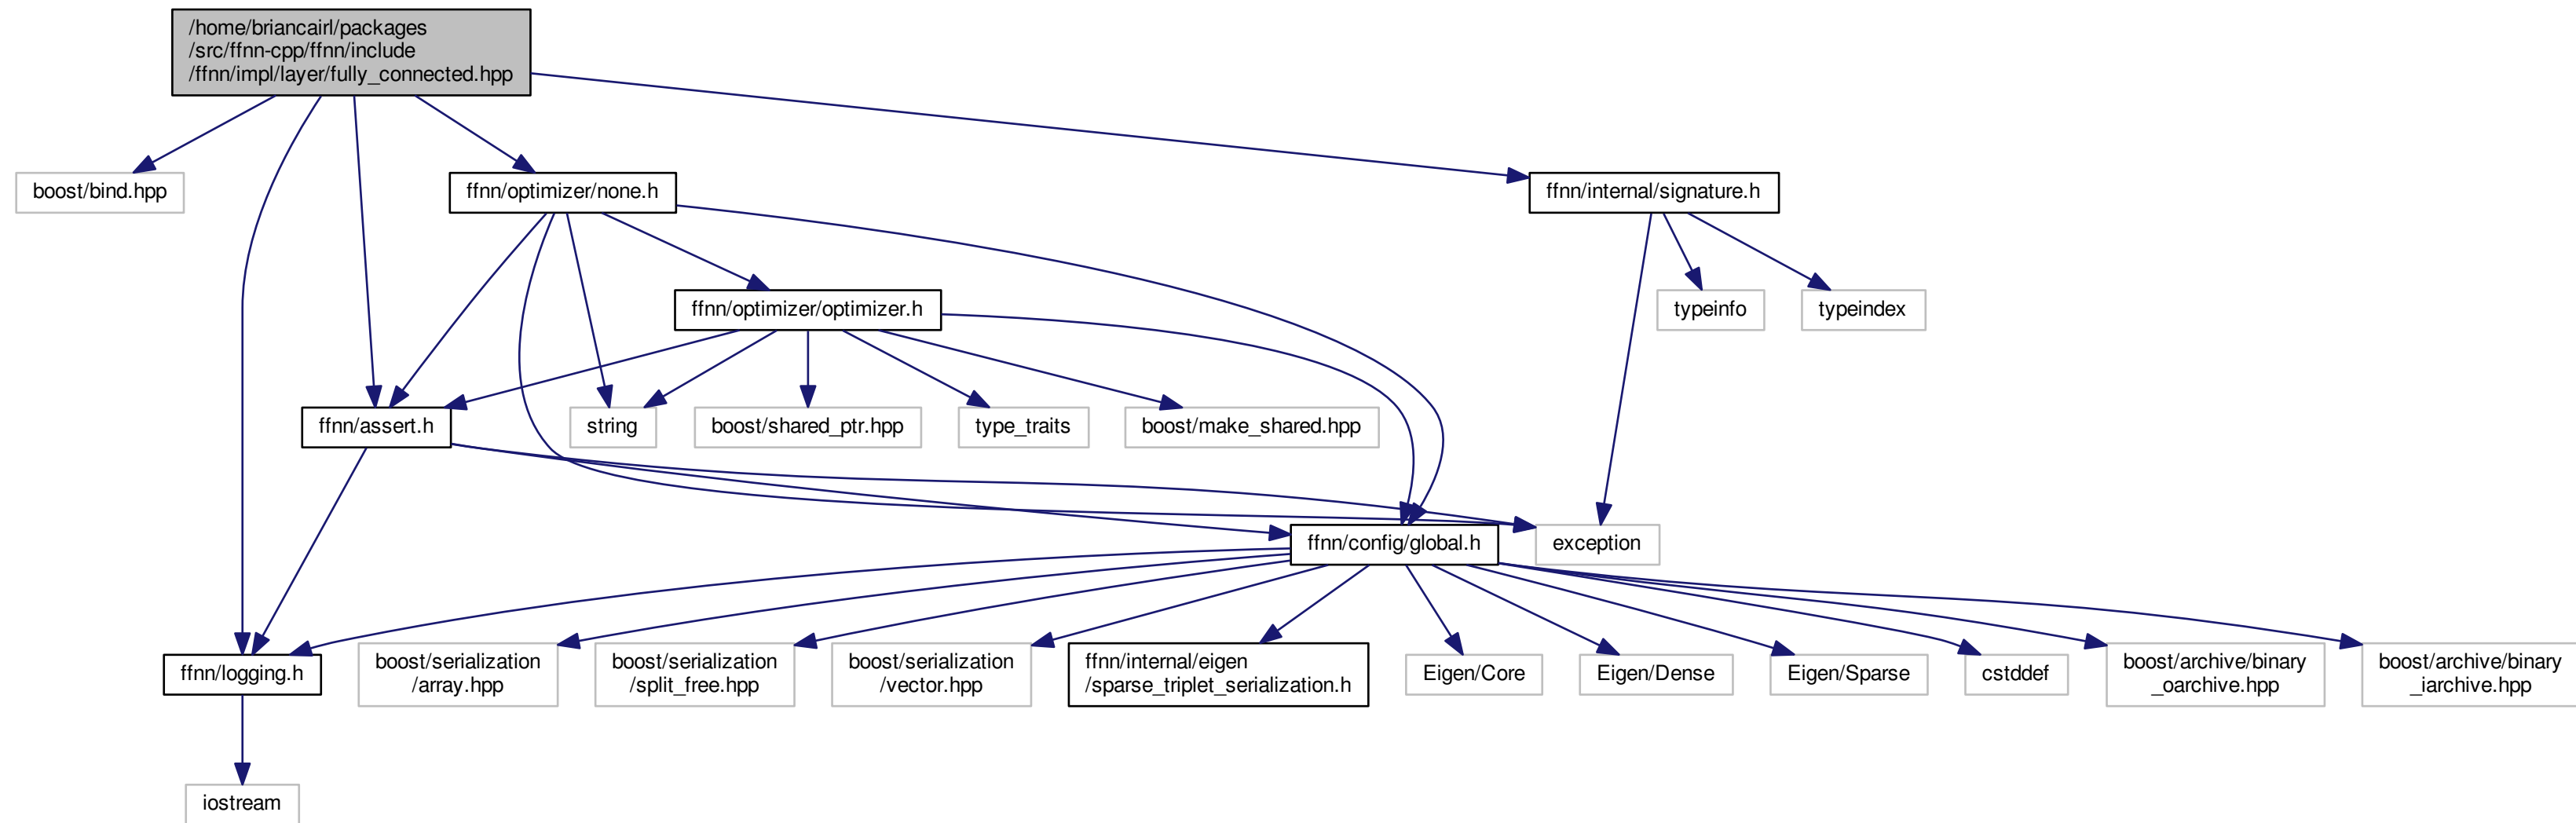 /home/briancairl/packages
/src/ffnn-cpp/ffnn/include
/ffnn/impl/layer/fully_connected.hpp
boost/bind.hpp
ffnn/optimizer/none.h
ffnn/internal/signature.h
ffnn/optimizer/optimizer.h
typeinfo
typeindex
ffnn/assert.h
string
boost/shared_ptr.hpp
type_traits
boost/make_shared.hpp
ffnn/config/global.h
exception
ffnn/logging.h
boost/serialization
/array.hpp
boost/serialization
/split_free.hpp
boost/serialization
/vector.hpp
ffnn/internal/eigen
/sparse_triplet_serialization.h
Eigen/Core
Eigen/Dense
Eigen/Sparse
cstddef
boost/archive/binary
_oarchive.hpp
boost/archive/binary
_iarchive.hpp
iostream